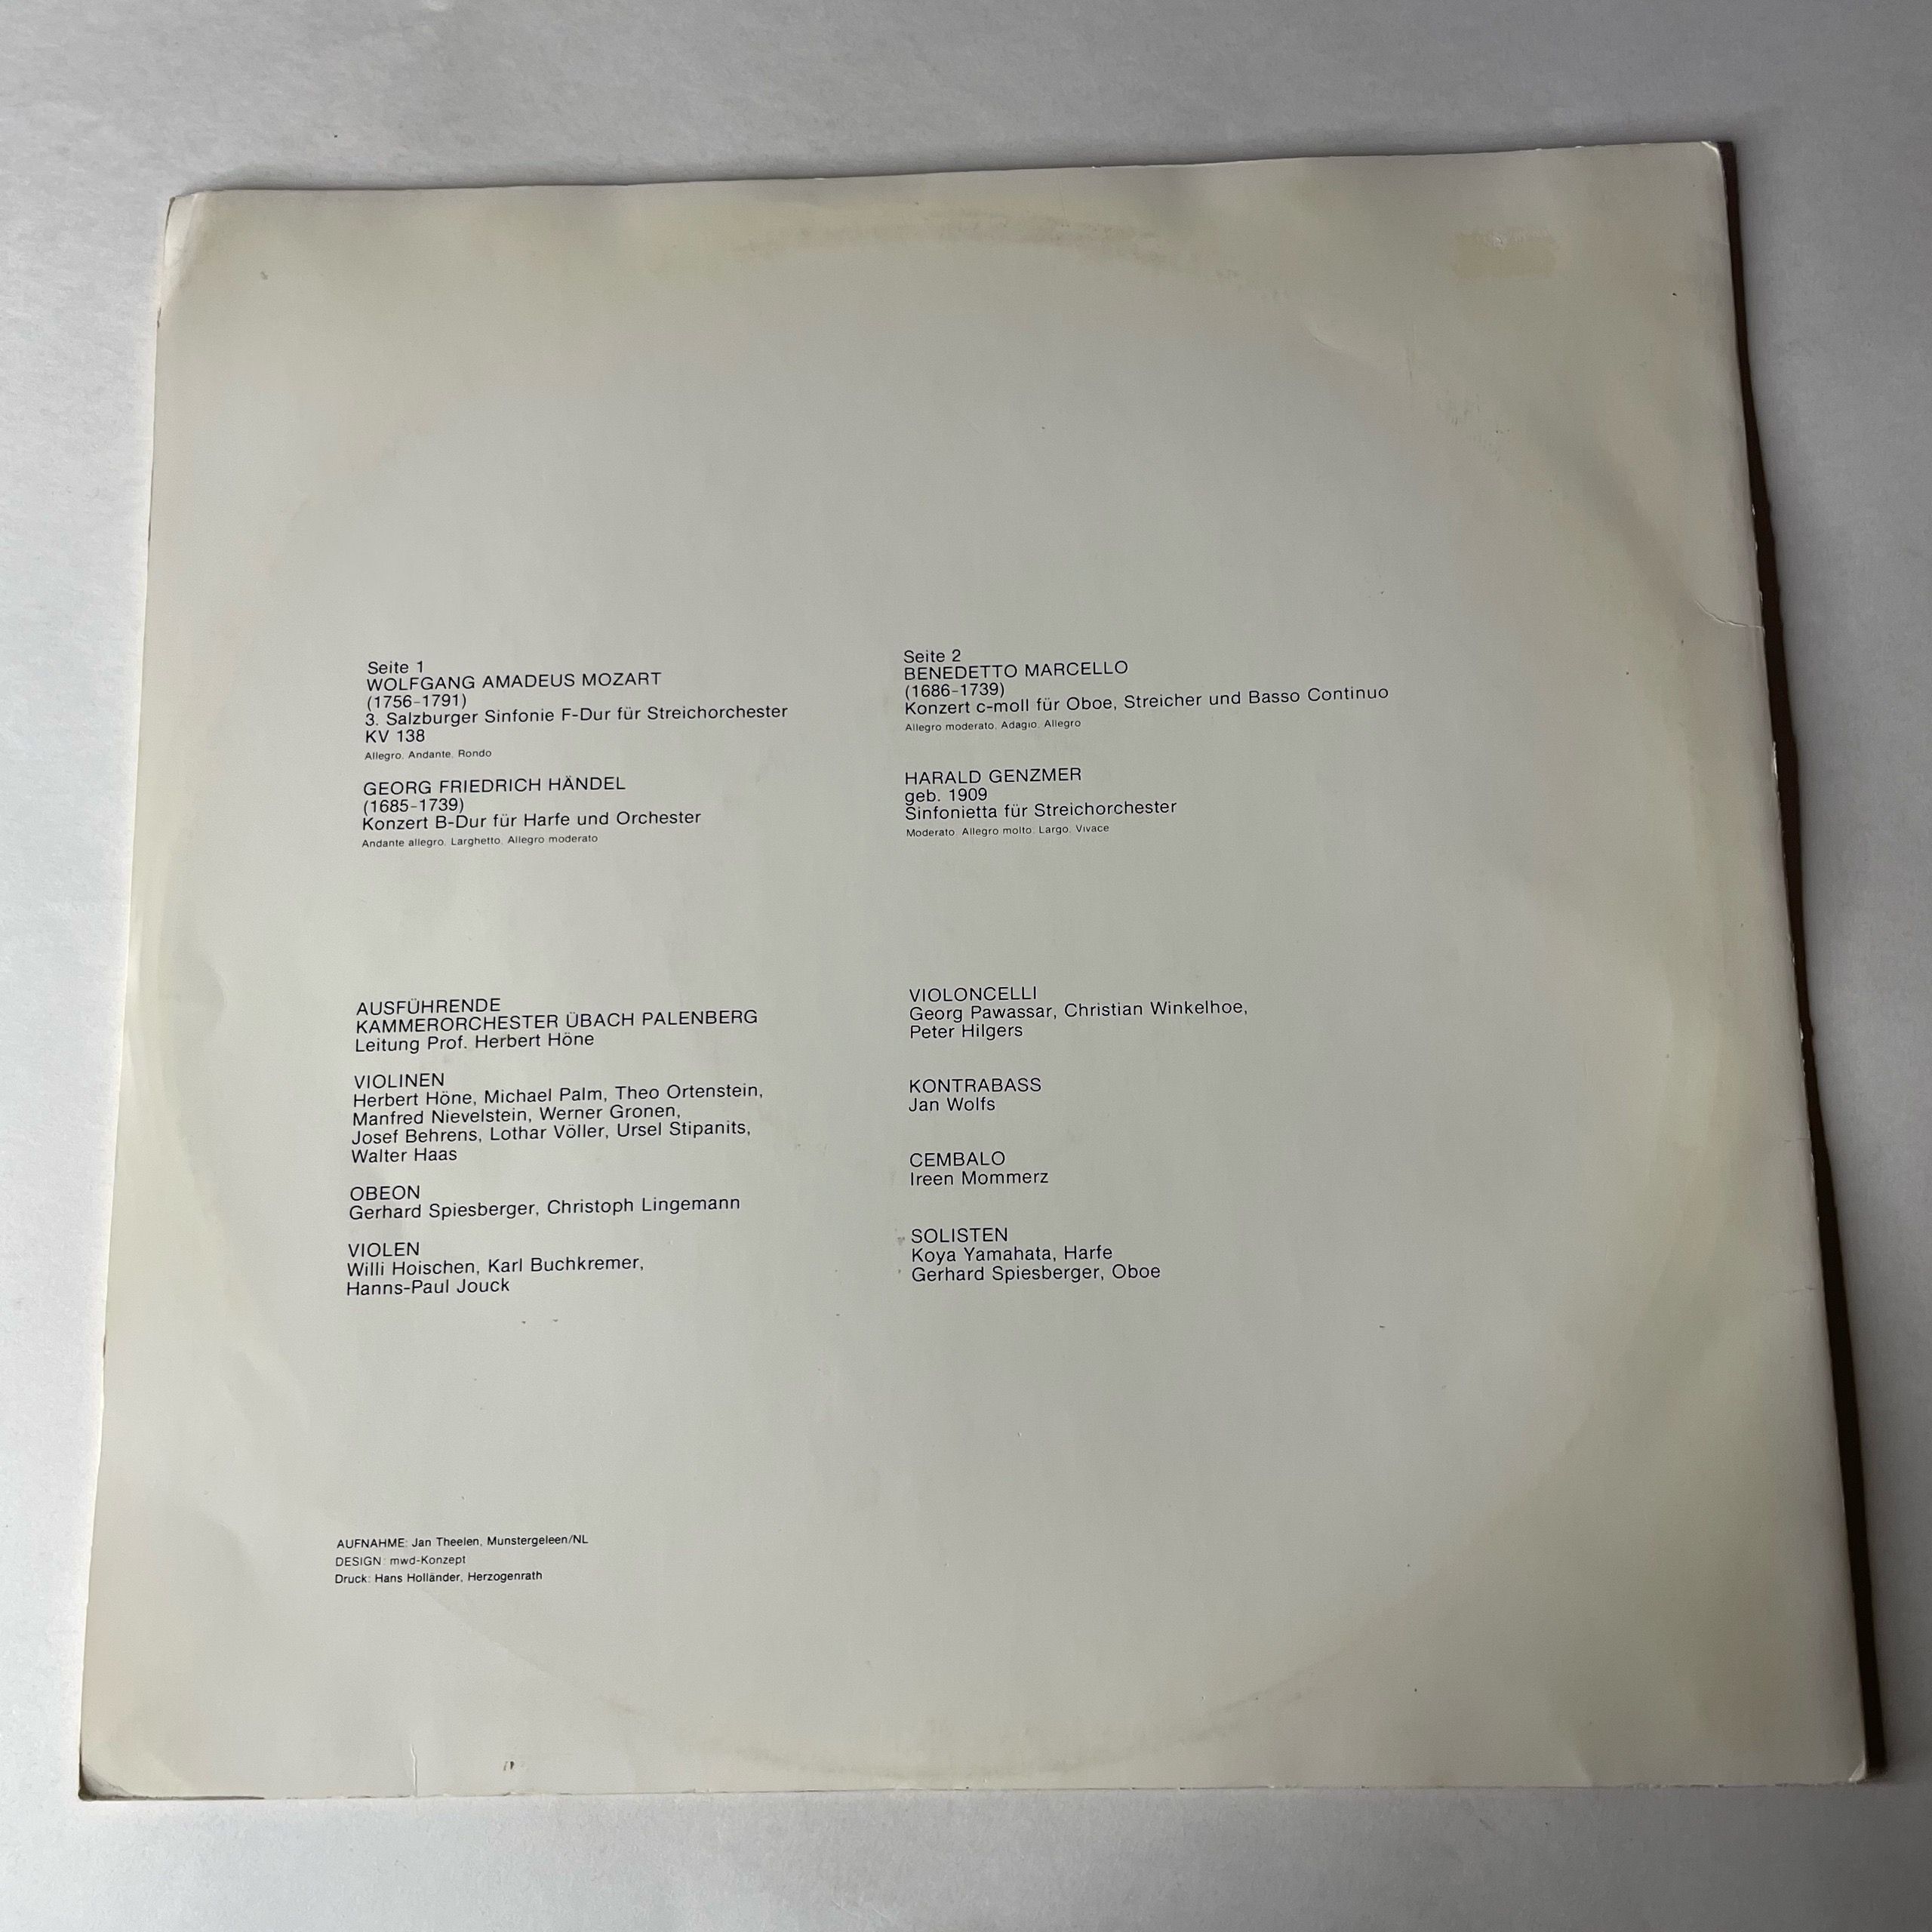 Seite 1
WOLFGANG AMADEUS MOZART
(1756-1791)
3. Salzburger Sinfonie F-Dur für Streichorchester
KV 138
Allegro. Andante. Rondo
GEORG FRIEDRICH HÄNDEL
(1685-1739)
Konzert B-Dur für Harfe und Orchester
Andante allegro. Larghetto. Allegro moderato
Seite 2
BENEDETTO MARCELLO
(1686-1739)
Konzert c-moll für Oboe, Streicher und Basso Continuo
Allegro moderato. Adagio. Allegro
HARALD GENZMER
geb. 1909
Sinfonietta für Streichorchester
Moderato. Allegro molto. Largo. Vivace
AUSFÜHRENDE
KAMMERORCHESTER ÜBACH PALENBERG
Leitung Prof. Herbert Höne
VIOLINEN
Herbert Höne, Michael Palm, Theo Ortenstein,
Manfred Nievelstein, Werner Gronen,
Josef Behrens, Lothar Völler, Ursel Stipanits,
Walter Haas
OBEON
Gerhard Spiesberger, Christoph Lingemann
VIOLEN
Willi Hoischen, Karl Buchkremer,
Hanns-Paul Jouck
VIOLONCELLI
Georg Pawassar, Christian Winkelhoe,
Peter Hilgers
KONTRABASS
Jan Wolfs
CEMBALO
Ireen Mommerz
SOLISTEN
Koya Yamahata, Harfe
Gerhard Spiesberger, Oboe
AUFNAHME: Jan Theelen, Munstergeleen/NL
DESIGN: mwd-Konzept
Druck: Hans Holländer, Herzogenrath